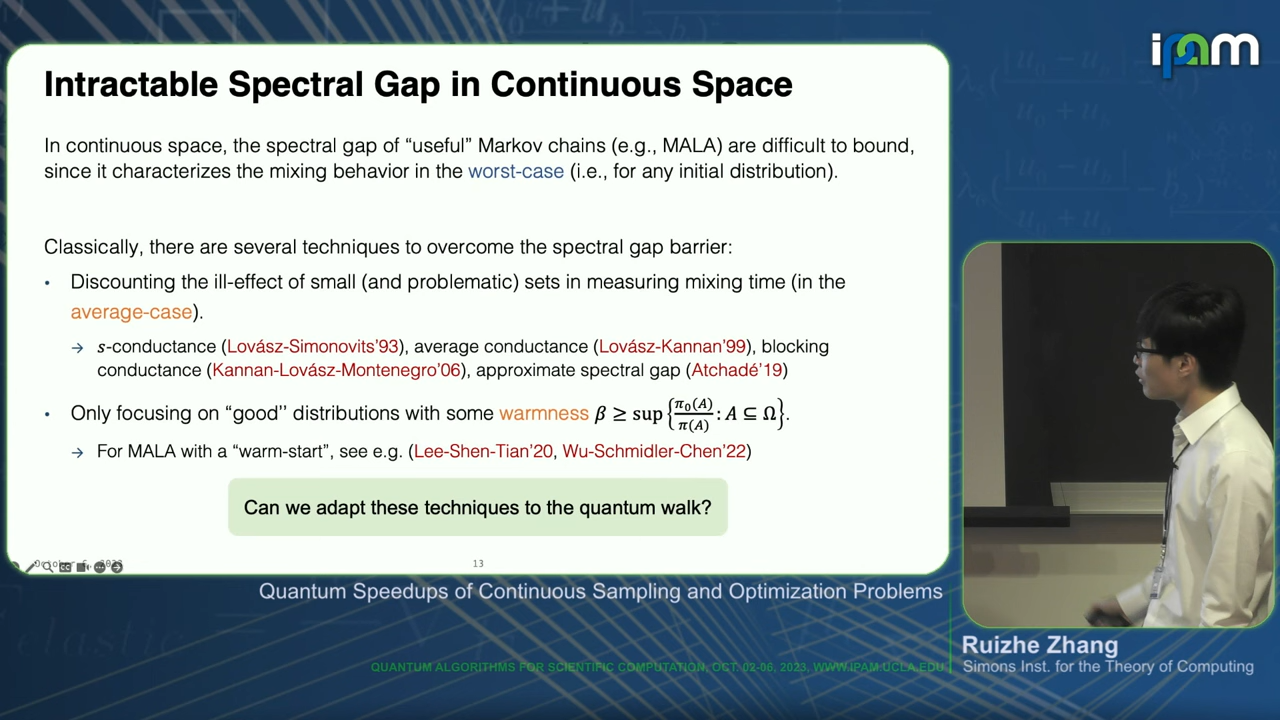 ipam
Intractable Spectral Gap in Continuous Space
In continuous space, the spectral gap of “useful” Markov chains (e.g., MALA) are difficult to bound,
since it characterizes the mixing behavior in the worst-case (i.e., for any initial distribution).
Classically, there are several techniques to overcome the spectral gap barrier:
• Discounting the ill-effect of small (and problematic) sets in measuring mixing time (in the
average-case).
→ s-conductance (Lovász-Simonovits’93), average conductance (Lovász-Kannan’99), blocking
conductance (Kannan-Lovász-Montenegro’06), approximate spectral gap (Atchadé’19)
• Only focusing on “good’’ distributions with some warmness β ≥ sup{π₀(A)/π(A) : A ⊆ Ω}.
→ For MALA with a “warm-start”, see e.g. (Lee-Shen-Tian’20, Wu-Schmidler-Chen’22)
Can we adapt these techniques to the quantum walk?
13
Quantum Speedups of Continuous Sampling and Optimization Problems
Ruizhe Zhang
Simons Inst. for the Theory of Computing
QUANTUM ALGORITHMS FOR SCIENTIFIC COMPUTATION, OCT. 02-06, 2023, WWW.IPAM.UCLA.EDU